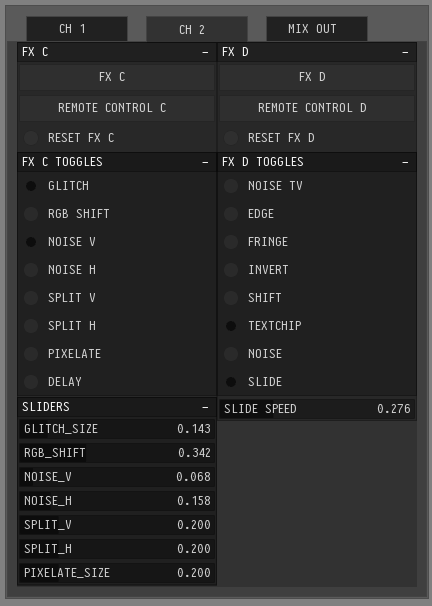 CH 1
CH 2
MIX OUT
FX C –
FX C
REMOTE CONTROL C
RESET FX C
FX C TOGGLES –
GLITCH
RGB SHIFT
NOISE V
NOISE H
SPLIT V
SPLIT H
PIXELATE
DELAY
SLIDERS –
GLITCH_SIZE 0.143
RGB_SHIFT 0.342
NOISE_V 0.068
NOISE_H 0.158
SPLIT_V 0.200
SPLIT_H 0.200
PIXELATE_SIZE 0.200
FX D –
FX D
REMOTE CONTROL D
RESET FX D
FX D TOGGLES –
NOISE TV
EDGE
FRINGE
INVERT
SHIFT
TEXTCHIP
NOISE
SLIDE
SLIDE SPEED 0.276